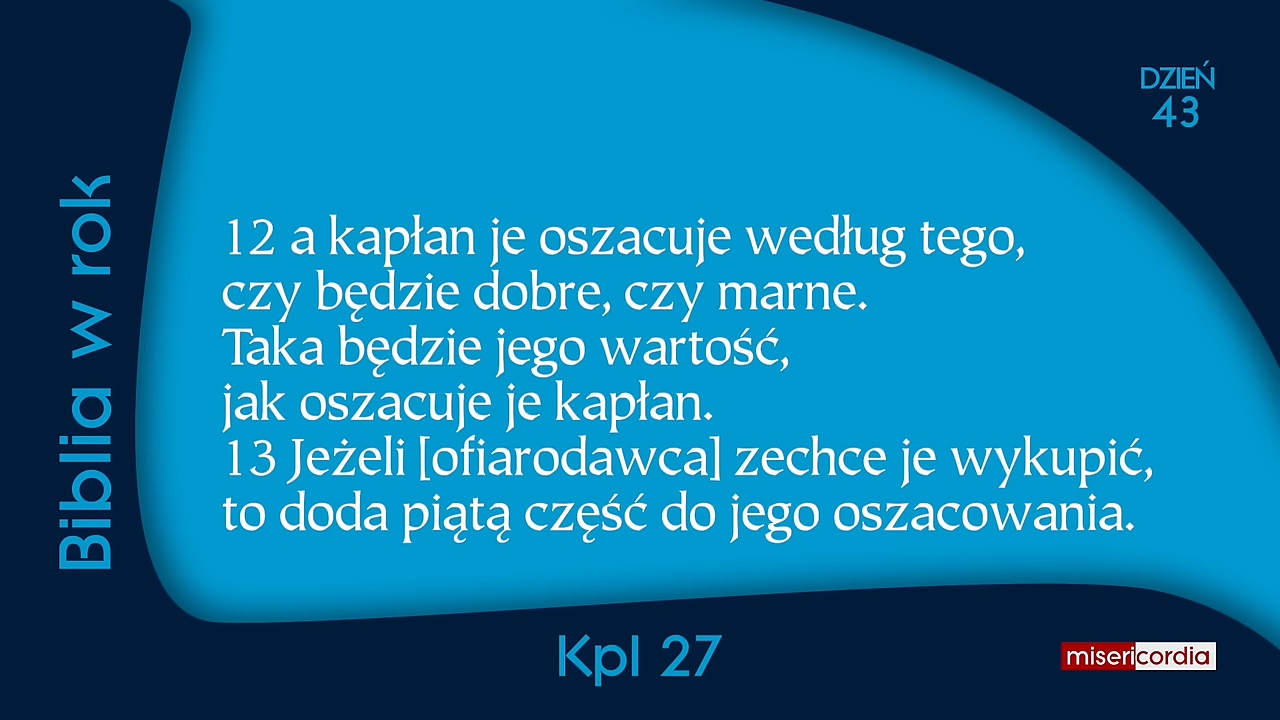 DZIEŃ
43
Biblia w rok
12 a kapłan je oszacuje według tego,
czy będzie dobre, czy marne.
Taka będzie jego wartość,
jak oszacuje je kapłan.
13 Jeżeli [ofiarodawca] zechce je wykupić,
to doda piątą część do jego oszacowania.
Kpl 27
misericordia